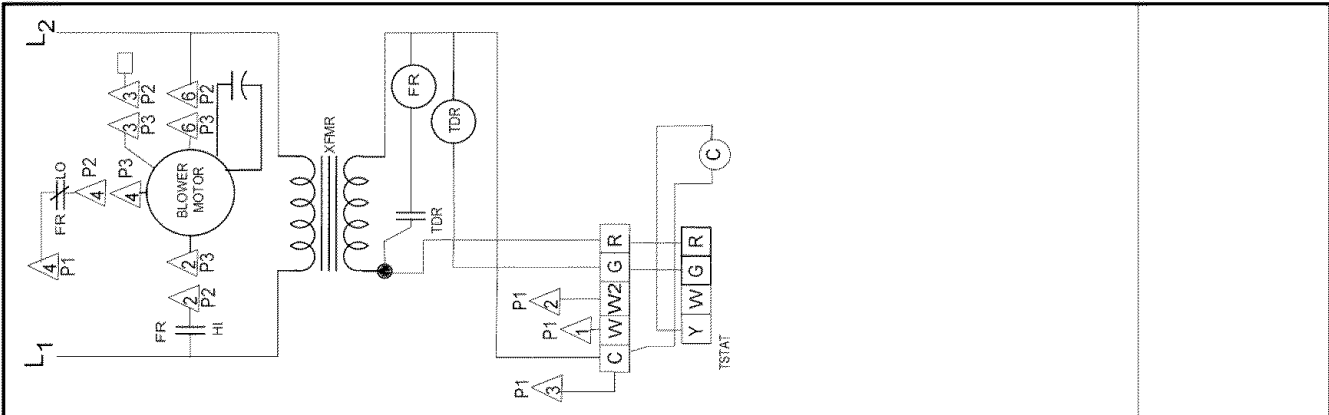 L2
L1
3
P2
3
P3
6
P2
6
P3
LO
FR
4
P2
4
P3
4
P1
BLOWER
MOTOR
2
P3
2
P2
FR
HI
XFMR
FR
TDR
TDR
C
P1
2
P1
1
P1
3
C W W2 G R
Y W G R
TSTAT